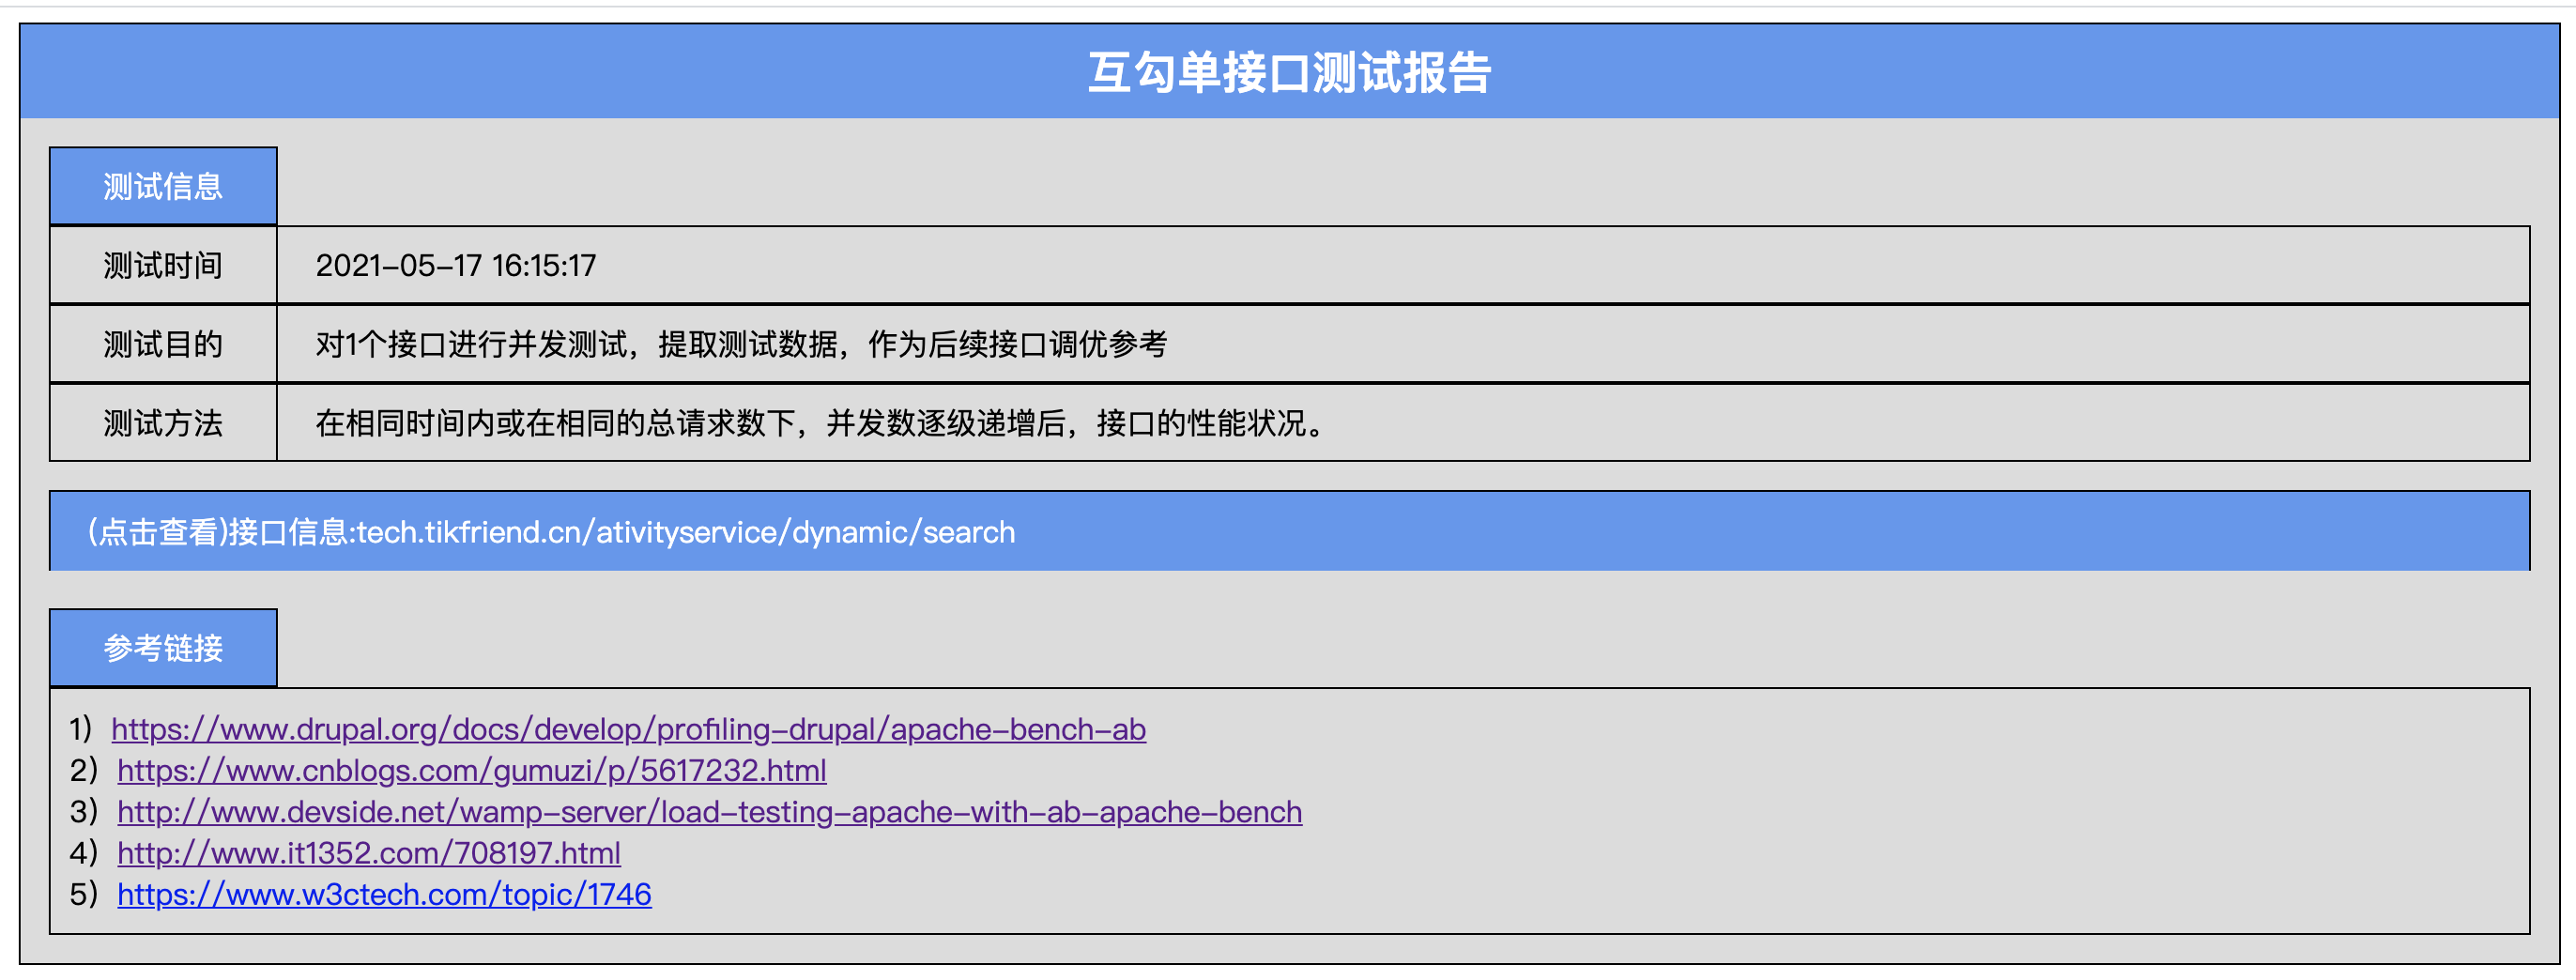 互勾单接口测试报告
测试信息
测试时间 2021-05-17 16:15:17
测试目的 对1个接口进行并发测试，提取测试数据，作为后续接口调优参考
测试方法 在相同时间内或在相同的总请求数下，并发数逐级递增后，接口的性能状况。
(点击查看)接口信息:tech.tikfriend.cn/ativityservice/dynamic/search
参考链接
1）https://www.drupal.org/docs/develop/profiling-drupal/apache-bench-ab
2）https://www.cnblogs.com/gumuzi/p/5617232.html
3）http://www.devside.net/wamp-server/load-testing-apache-with-ab-apache-bench
4）http://www.it1352.com/708197.html
5）https://www.w3ctech.com/topic/1746